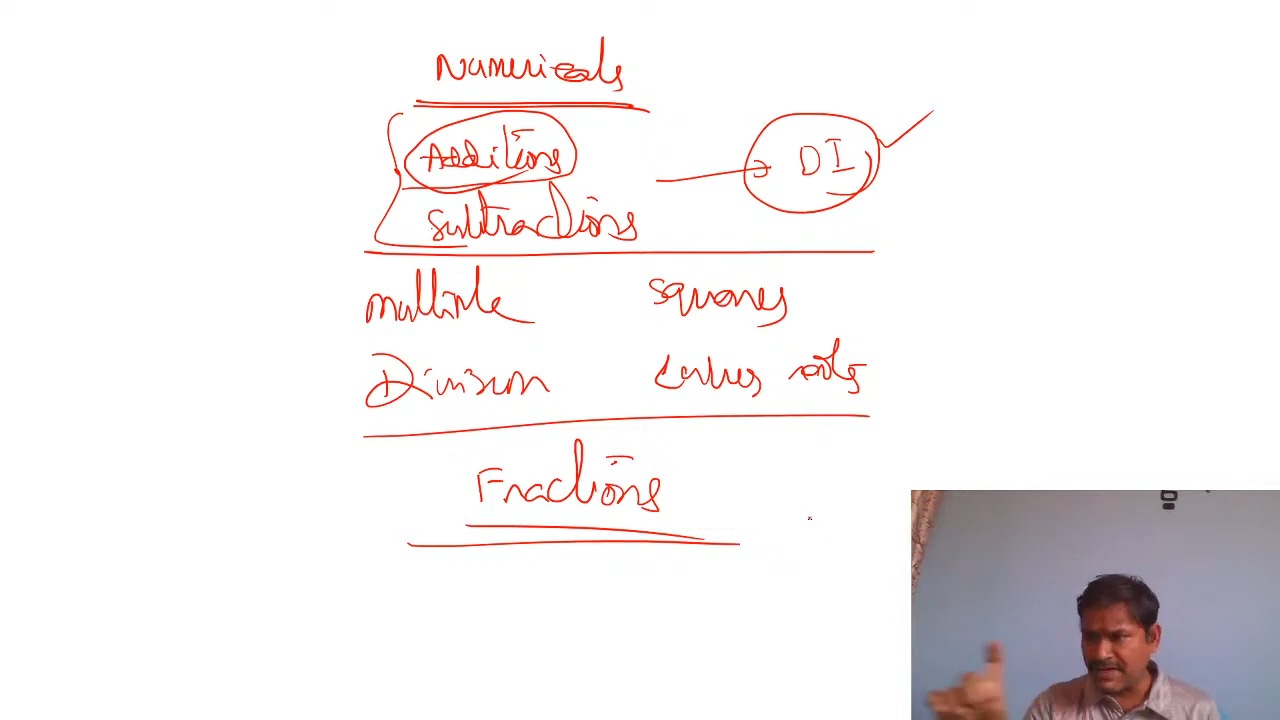 Numericals
Additions
DI
Subtractions
Multiple squares
Division cubes roots
Fractions